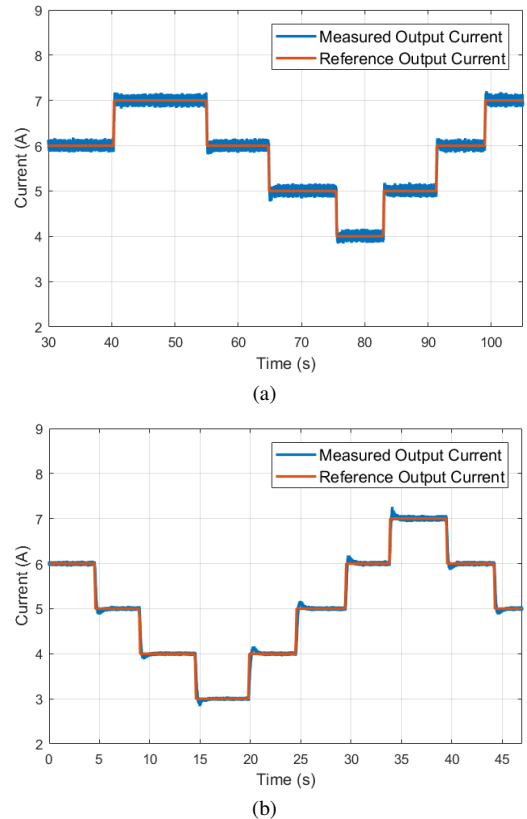 9
8
7
6
5
4
3
2
Current (A)
Measured Output Current
Reference Output Current
30 40 50 60 70 80 90 100
Time (s)
(a)
9
8
7
6
5
4
3
2
Current (A)
Measured Output Current
Reference Output Current
0 5 10 15 20 25 30 35 40 45
Time (s)
(b)